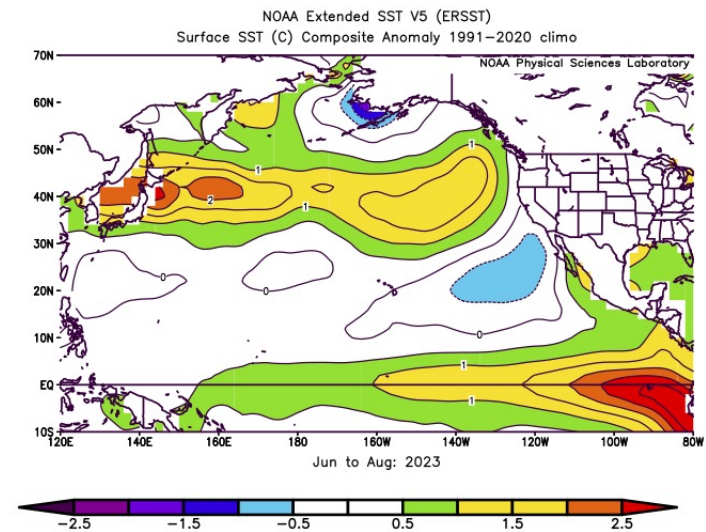 NOAA Extended SST V5 (ERSST)
Surface SST (C) Composite Anomaly 1991-2020 climo
NOAA Physical Sciences Laboratory
70N
60N
50N
1
1
40N
2
1
30N
0
0
20N
0
10N
1
EQ
1
10S
120E 140E 160E 180 160W 140W 120W 100W 80W
Jun to Aug: 2023
-2.5 -1.5 -0.5 0.5 1.5 2.5